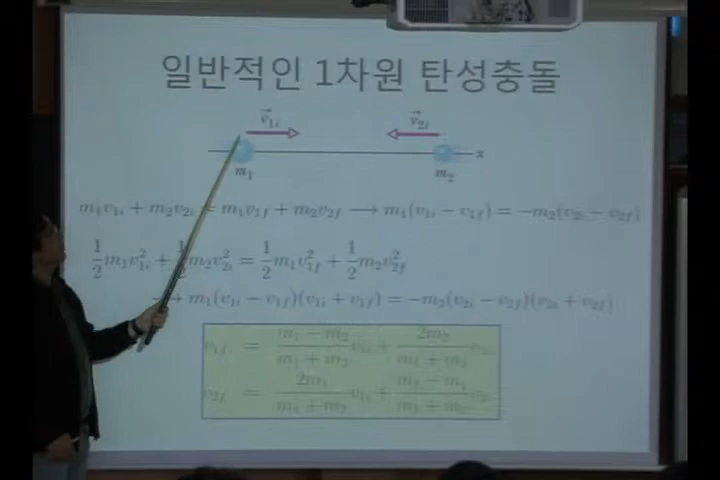 일반적인 1차원 탄성충돌
v⃗₁ᵢ v⃗₂ᵢ
x
m₁ m₂
m₁v₁ᵢ + m₂v₂ᵢ = m₁v₁f + m₂v₂f ⟶ m₁(v₁ᵢ − v₁f) = −m₂(v₂ᵢ − v₂f)
½m₁v₁ᵢ² + ½m₂v₂ᵢ² = ½m₁v₁f² + ½m₂v₂f²
⟶ m₁(v₁ᵢ − v₁f)(v₁ᵢ + v₁f) = −m₂(v₂ᵢ − v₂f)(v₂ᵢ + v₂f)
v₁f = (m₁ − m₂)/(m₁ + m₂) v₁ᵢ + 2m₂/(m₁ + m₂) v₂ᵢ
v₂f = 2m₁/(m₁ + m₂) v₁ᵢ + (m₂ − m₁)/(m₁ + m₂) v₂ᵢ